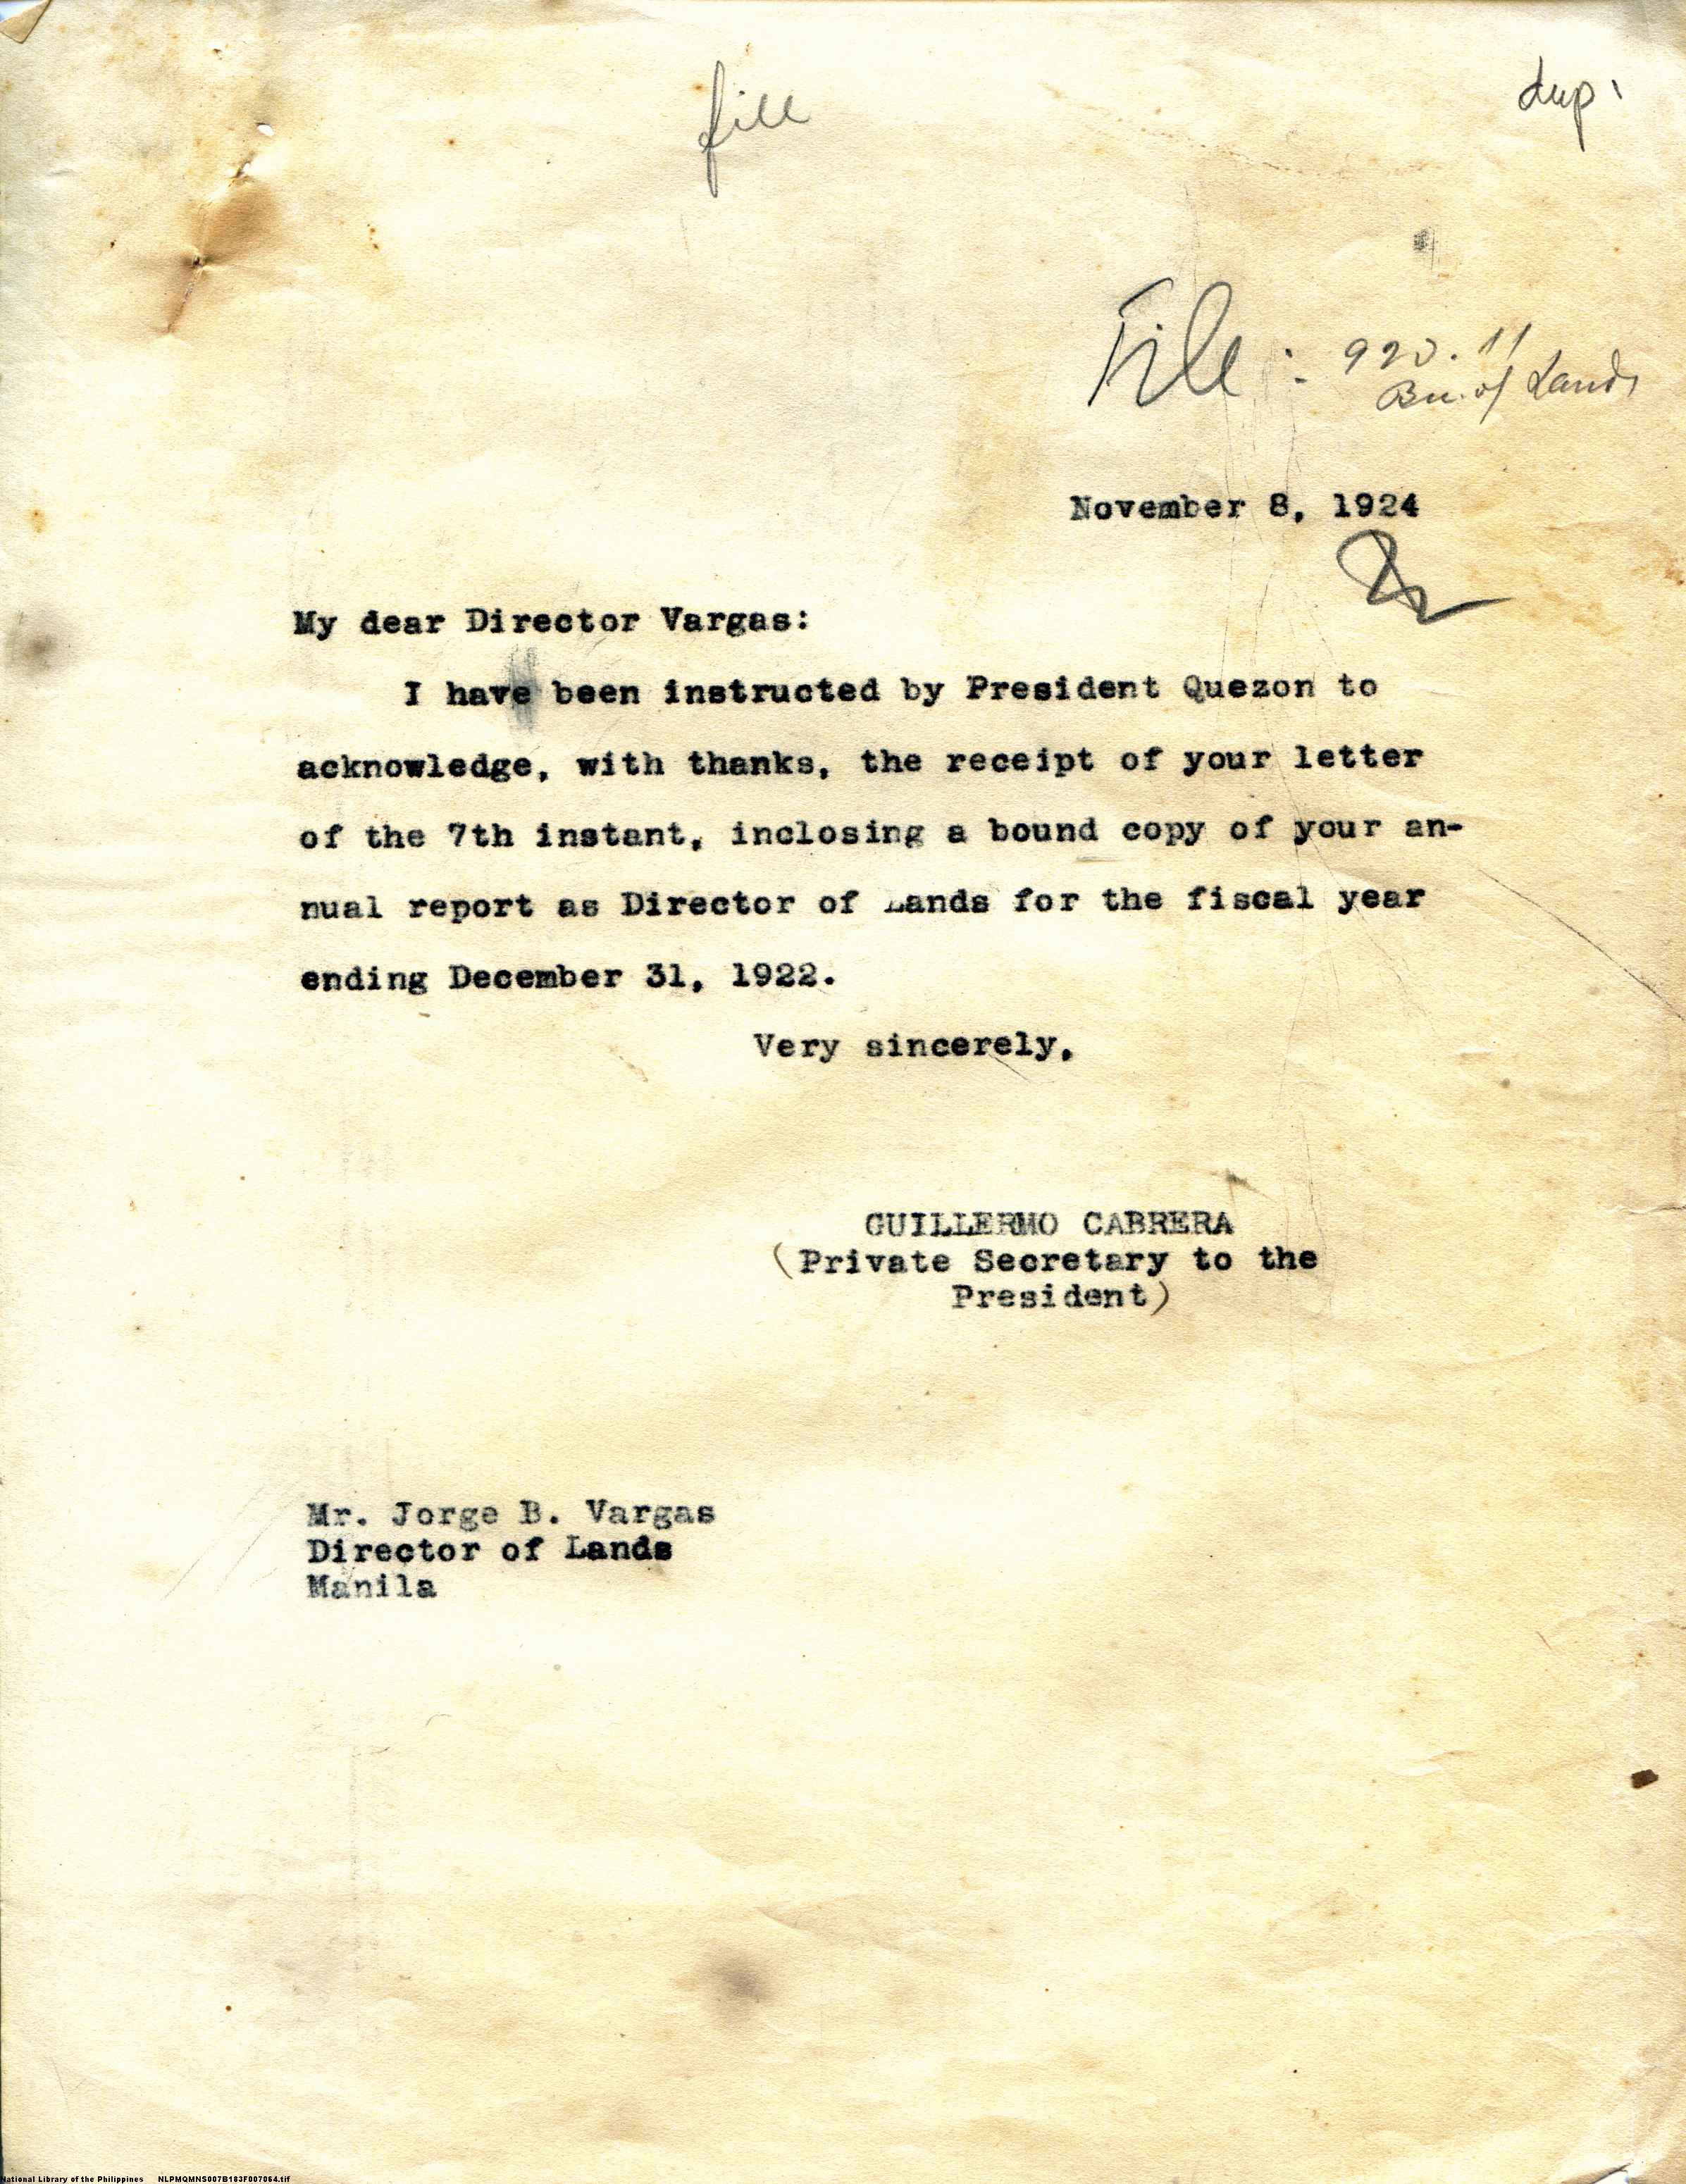 file
dup.
File : 920.11
Bu. of Lands
November 8, 1924
My dear Director Vargas:
I have been instructed by President Quezon to
acknowledge, with thanks, the receipt of your letter
of the 7th instant, inclosing a bound copy of your an-
nual report as Director of Lands for the fiscal year
ending December 31, 1922.
Very sincerely,
GUILLERMO CABRERA
(Private Secretary to the
President)
Mr. Jorge B. Vargas
Director of Lands
Manila
National Library of the Philippines NLPMQMNS007B183F007064.tif